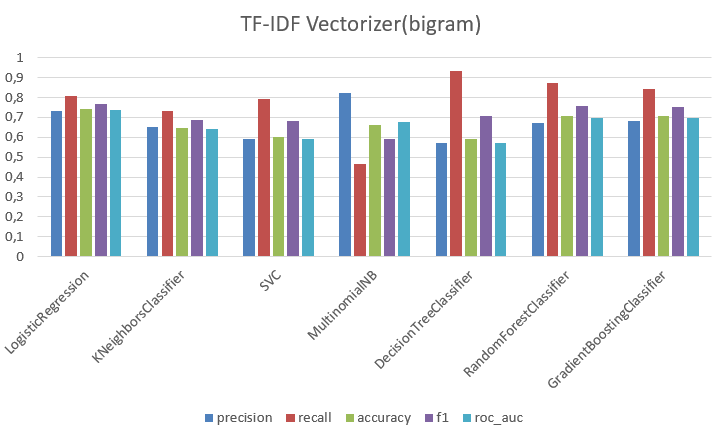 TF-IDF Vectorizer(bigram)
1
0,9
0,8
0,7
0,6
0,5
0,4
0,3
0,2
0,1
0
LogisticRegression
KNeighborsClassifier
SVC
MultinomialNB
DecisionTreeClassifier
RandomForestClassifier
GradientBoostingClassifier
precision recall accuracy f1 roc_auc